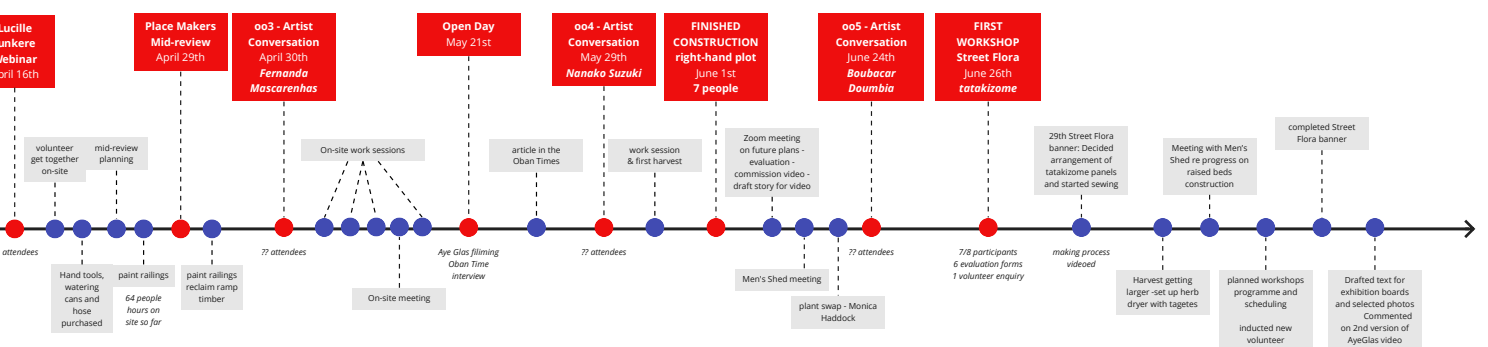 Lucille
pril 16th
Place Makers
Mid-review
April 29th
oo3 - Artist
Conversation
April 30th
Fernanda
Mascarenhas
Open Day
May 21st
oo4 - Artist
Conversation
May 29th
Nanako Suzuki
FINISHED
CONSTRUCTION
right-hand plot
June 1st
7 people
oo5 - Artist
Conversation
June 24th
Boubacar
Doumbia
FIRST
WORKSHOP
Street Flora
June 26th
tatakizome
volunteer
get together
on-site
mid-review
planning
On-site work sessions
article in the
Oban Times
work session
& first harvest
Zoom meeting
on future plans -
evaluation -
commission video -
draft story for video
29th Street Flora
banner: Decided
arrangement of
tatakizome panels
and started sewing
Meeting with Men's
Shed re progress on
raised beds
construction
completed Street
Flora banner
attendees
Hand tools,
watering
cans and
hose
purchased
paint railings
64 people
hours on
site so far
paint railings
reclaim ramp
timber
?? attendees
On-site meeting
Aye Glas filiming
Oban Time
interview
?? attendees
Men's Shed meeting
plant swap - Monica
Haddock
?? attendees
7/8 participants
6 evaluation forms
1 volunteer enquiry
making process
videoed
Harvest getting
larger -set up herb
dryer with tagetes
planned workshops
programme and
scheduling
inducted new
volunteer
Drafted text for
exhibition boards
and selected photos
Commented
on 2nd version of
AyeGlas video